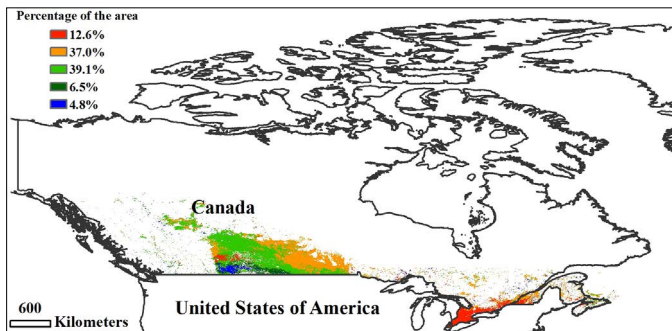 Percentage of the area
12.6%
37.0%
39.1%
6.5%
4.8%
Canada
United States of America
600
Kilometers